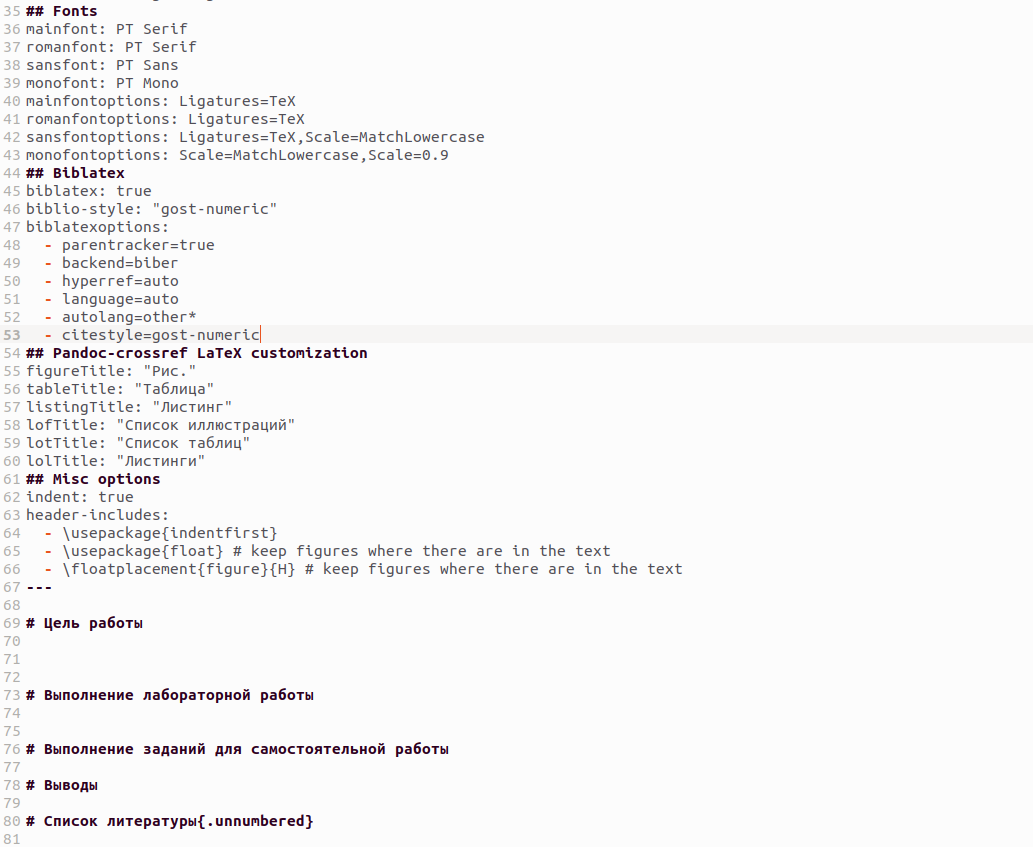 35 ## Fonts
36 mainfont: PT Serif
37 romanfont: PT Serif
38 sansfont: PT Sans
39 monofont: PT Mono
40 mainfontoptions: Ligatures=TeX
41 romanfontoptions: Ligatures=TeX
42 sansfontoptions: Ligatures=TeX,Scale=MatchLowercase
43 monofontoptions: Scale=MatchLowercase,Scale=0.9
44 ## Biblatex
45 biblatex: true
46 biblio-style: "gost-numeric"
47 biblatexoptions:
48   - parentracker=true
49   - backend=biber
50   - hyperref=auto
51   - language=auto
52   - autolang=other*
53   - citestyle=gost-numeric
54 ## Pandoc-crossref LaTeX customization
55 figureTitle: "Рис."
56 tableTitle: "Таблица"
57 listingTitle: "Листинг"
58 lofTitle: "Список иллюстраций"
59 lotTitle: "Список таблиц"
60 lolTitle: "Листинги"
61 ## Misc options
62 indent: true
63 header-includes:
64   - \usepackage{indentfirst}
65   - \usepackage{float} # keep figures where there are in the text
66   - \floatplacement{figure}{H} # keep figures where there are in the text
67 ---
68
69 # Цель работы
70
71
72
73 # Выполнение лабораторной работы
74
75
76 # Выполнение заданий для самостоятельной работы
77
78 # Выводы
79
80 # Список литературы{.unnumbered}
81